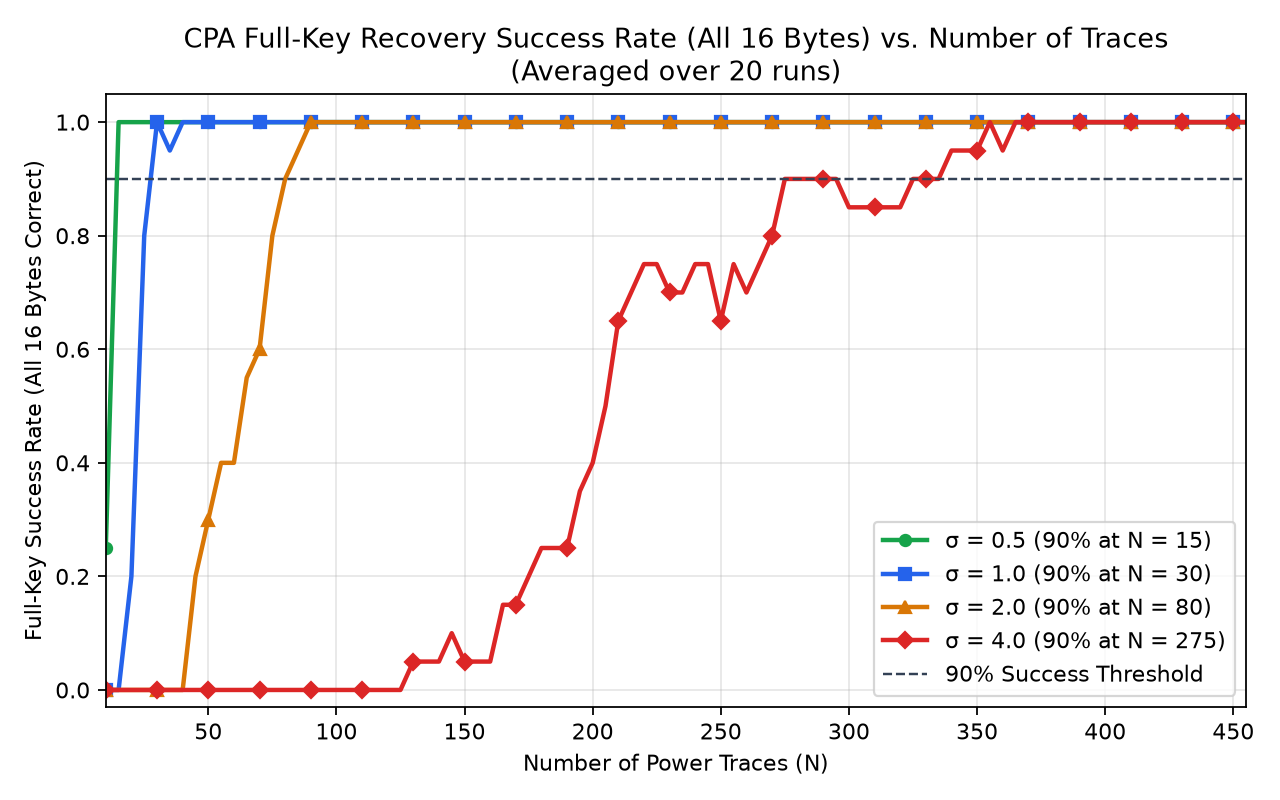 CPA Full-Key Recovery Success Rate (All 16 Bytes) vs. Number of Traces
(Averaged over 20 runs)
Full-Key Success Rate (All 16 Bytes Correct)
1.0
0.8
0.6
0.4
0.2
0.0
σ = 0.5 (90% at N = 15)
σ = 1.0 (90% at N = 30)
σ = 2.0 (90% at N = 80)
σ = 4.0 (90% at N = 275)
90% Success Threshold
50 100 150 200 250 300 350 400 450
Number of Power Traces (N)